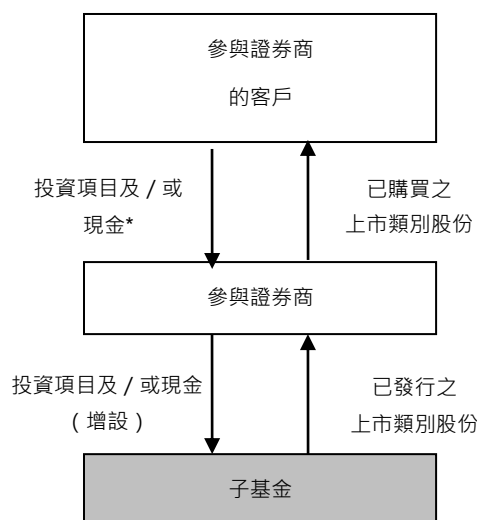 參與證券商
的客戶
投資項目及 / 或
現金*
已購買之
上市類別股份
參與證券商
投資項目及 / 或現金
( 增設 )
已發行之
上市類別股份
子基金